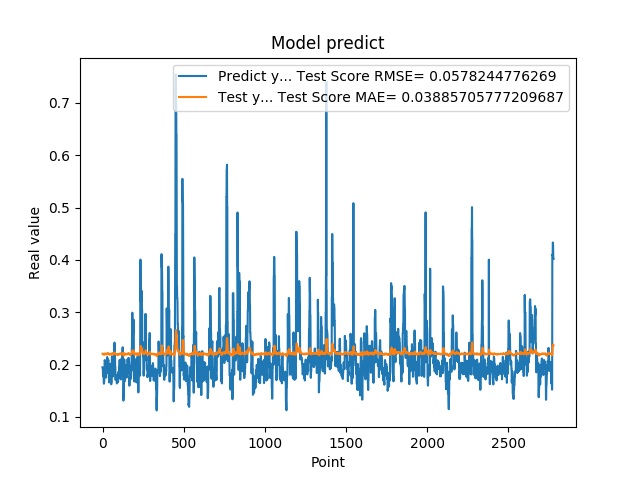 Model predict
Predict y... Test Score RMSE= 0.0578244776269
Test y... Test Score MAE= 0.03885705777209687
0.7
0.6
0.5
0.4
0.3
0.2
0.1
Real value
0 500 1000 1500 2000 2500
Point